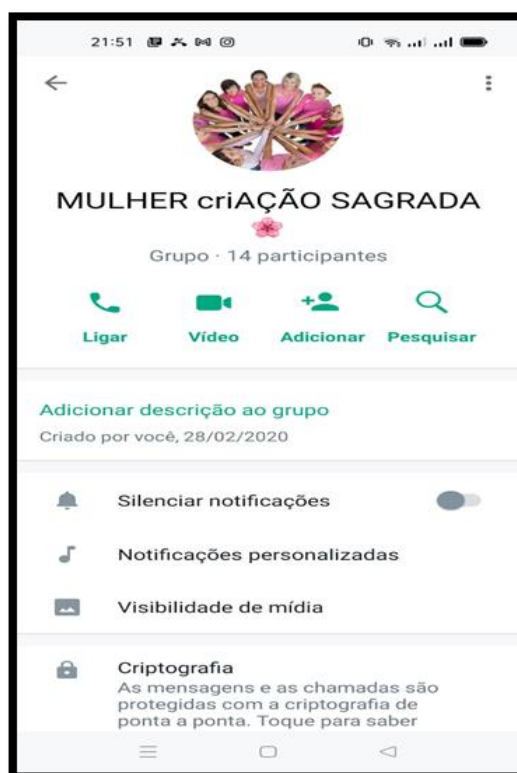 21:51
MULHER criAÇÃO SAGRADA
🌸
Grupo · 14 participantes
Ligar Vídeo Adicionar Pesquisar
Adicionar descrição ao grupo
Criado por você, 28/02/2020
Silenciar notificações
Notificações personalizadas
Visibilidade de mídia
Criptografia
As mensagens e as chamadas são
protegidas com a criptografia de
ponta a ponta. Toque para saber